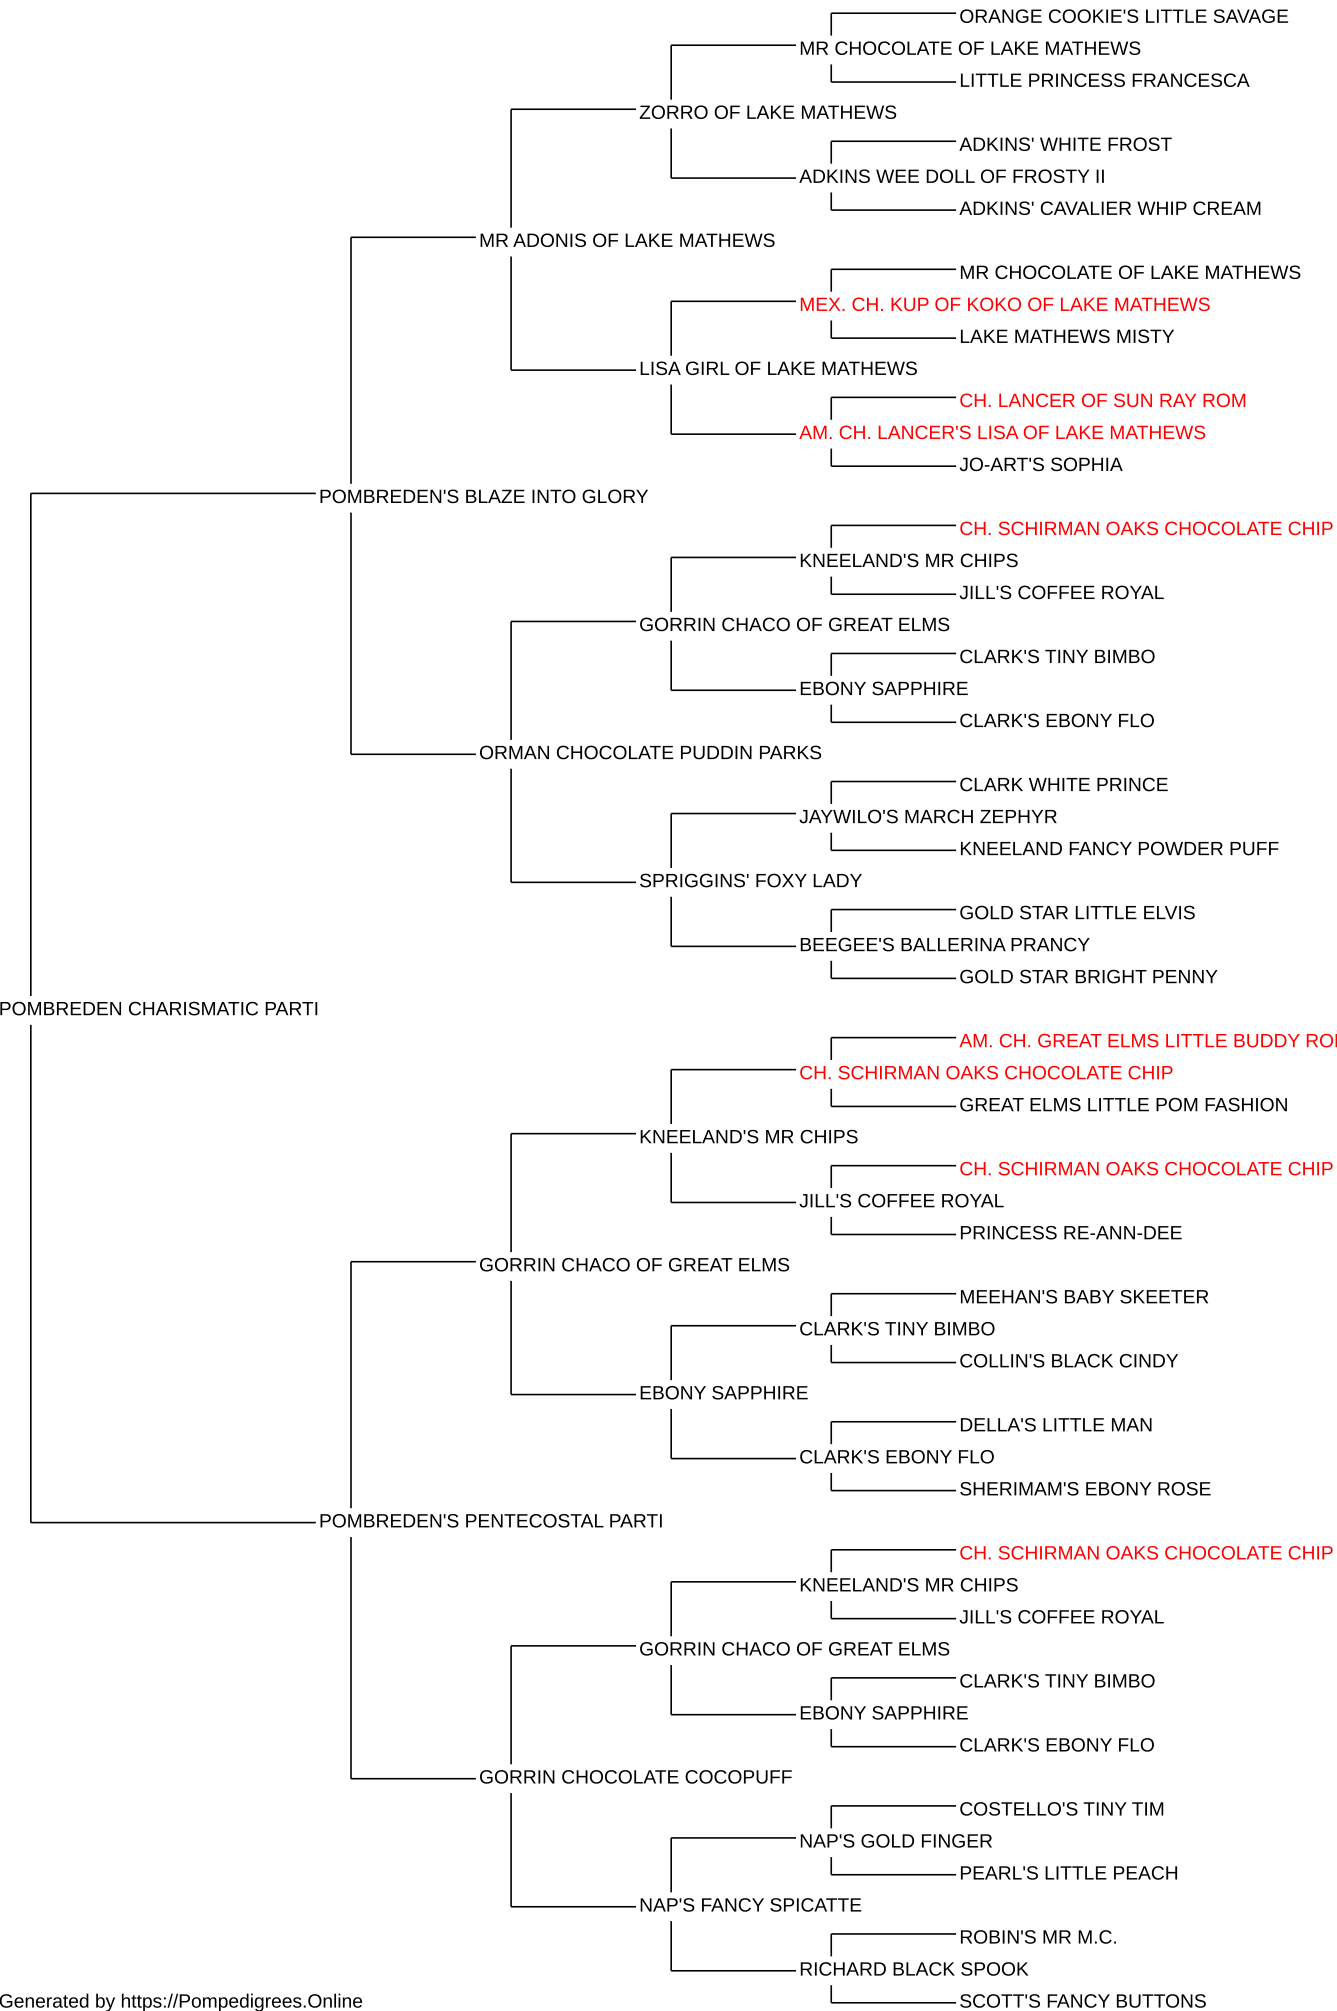 ORANGE COOKIE'S LITTLE SAVAGE
MR CHOCOLATE OF LAKE MATHEWS
LITTLE PRINCESS FRANCESCA
ZORRO OF LAKE MATHEWS
ADKINS' WHITE FROST
ADKINS WEE DOLL OF FROSTY II
ADKINS' CAVALIER WHIP CREAM
MR ADONIS OF LAKE MATHEWS
MR CHOCOLATE OF LAKE MATHEWS
MEX. CH. KUP OF KOKO OF LAKE MATHEWS
LAKE MATHEWS MISTY
LISA GIRL OF LAKE MATHEWS
CH. LANCER OF SUN RAY ROM
AM. CH. LANCER'S LISA OF LAKE MATHEWS
JO-ART'S SOPHIA
POMBREDEN'S BLAZE INTO GLORY
CH. SCHIRMAN OAKS CHOCOLATE CHIP
KNEELAND'S MR CHIPS
JILL'S COFFEE ROYAL
GORRIN CHACO OF GREAT ELMS
CLARK'S TINY BIMBO
EBONY SAPPHIRE
CLARK'S EBONY FLO
ORMAN CHOCOLATE PUDDIN PARKS
CLARK WHITE PRINCE
JAYWILO'S MARCH ZEPHYR
KNEELAND FANCY POWDER PUFF
SPRIGGINS' FOXY LADY
GOLD STAR LITTLE ELVIS
BEEGEE'S BALLERINA PRANCY
GOLD STAR BRIGHT PENNY
POMBREDEN CHARISMATIC PARTI
AM. CH. GREAT ELMS LITTLE BUDDY ROI
CH. SCHIRMAN OAKS CHOCOLATE CHIP
GREAT ELMS LITTLE POM FASHION
KNEELAND'S MR CHIPS
CH. SCHIRMAN OAKS CHOCOLATE CHIP
JILL'S COFFEE ROYAL
PRINCESS RE-ANN-DEE
GORRIN CHACO OF GREAT ELMS
MEEHAN'S BABY SKEETER
CLARK'S TINY BIMBO
COLLIN'S BLACK CINDY
EBONY SAPPHIRE
DELLA'S LITTLE MAN
CLARK'S EBONY FLO
SHERIMAM'S EBONY ROSE
POMBREDEN'S PENTECOSTAL PARTI
CH. SCHIRMAN OAKS CHOCOLATE CHIP
KNEELAND'S MR CHIPS
JILL'S COFFEE ROYAL
GORRIN CHACO OF GREAT ELMS
CLARK'S TINY BIMBO
EBONY SAPPHIRE
CLARK'S EBONY FLO
GORRIN CHOCOLATE COCOPUFF
COSTELLO'S TINY TIM
NAP'S GOLD FINGER
PEARL'S LITTLE PEACH
NAP'S FANCY SPICATTE
ROBIN'S MR M.C.
RICHARD BLACK SPOOK
SCOTT'S FANCY BUTTONS
Generated by https://Pompedigrees.Online